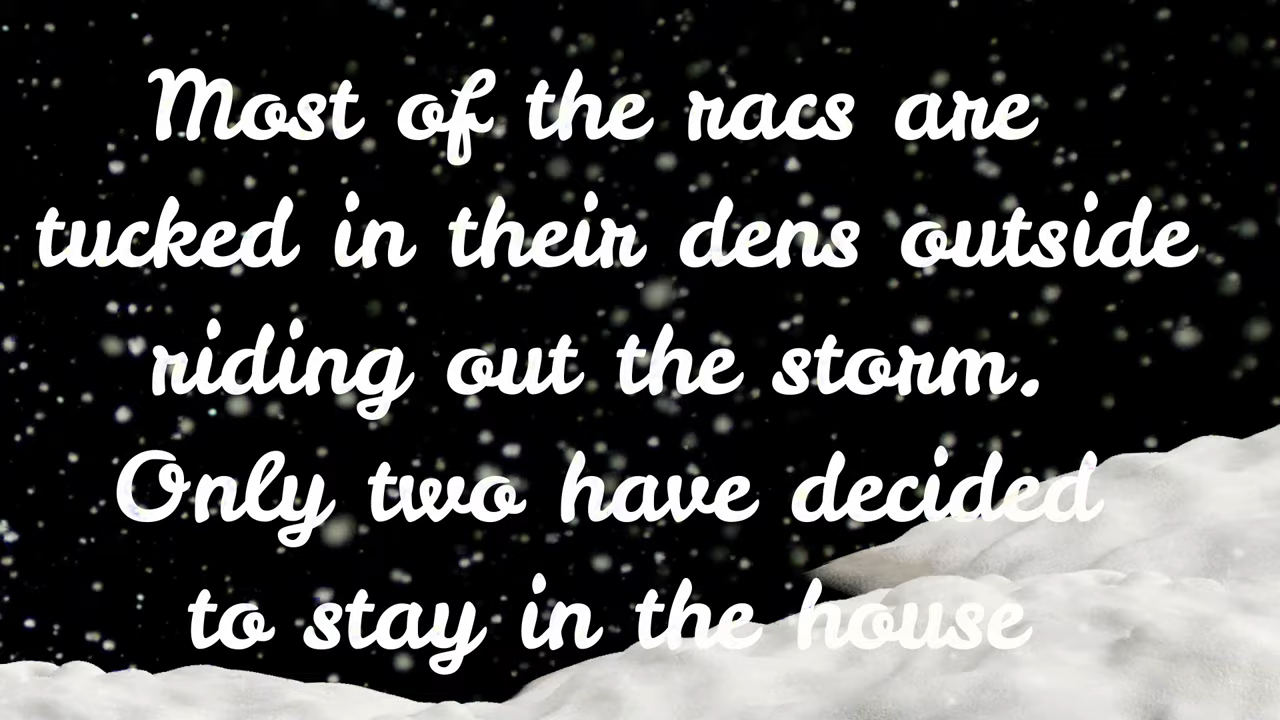 Most of the racs are
tucked in their dens outside
riding out the storm.
Only two have decided
to stay in the house